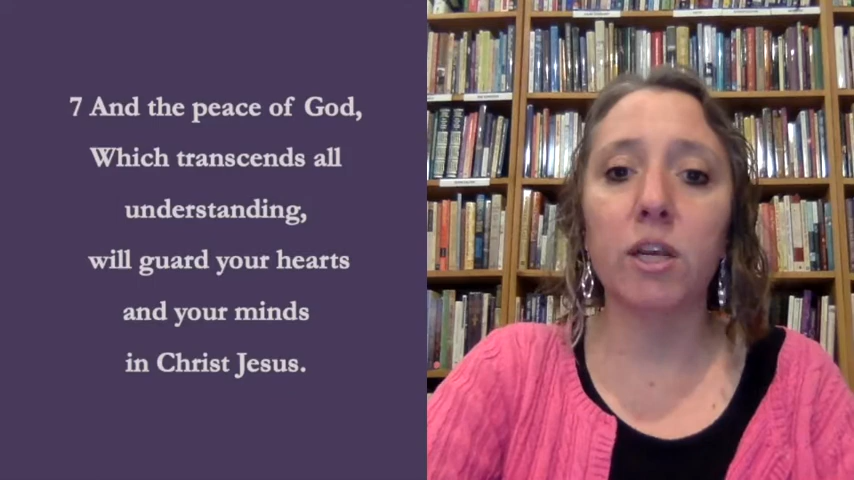 7 And the peace of God,
Which transcends all
understanding,
will guard your hearts
and your minds
in Christ Jesus.